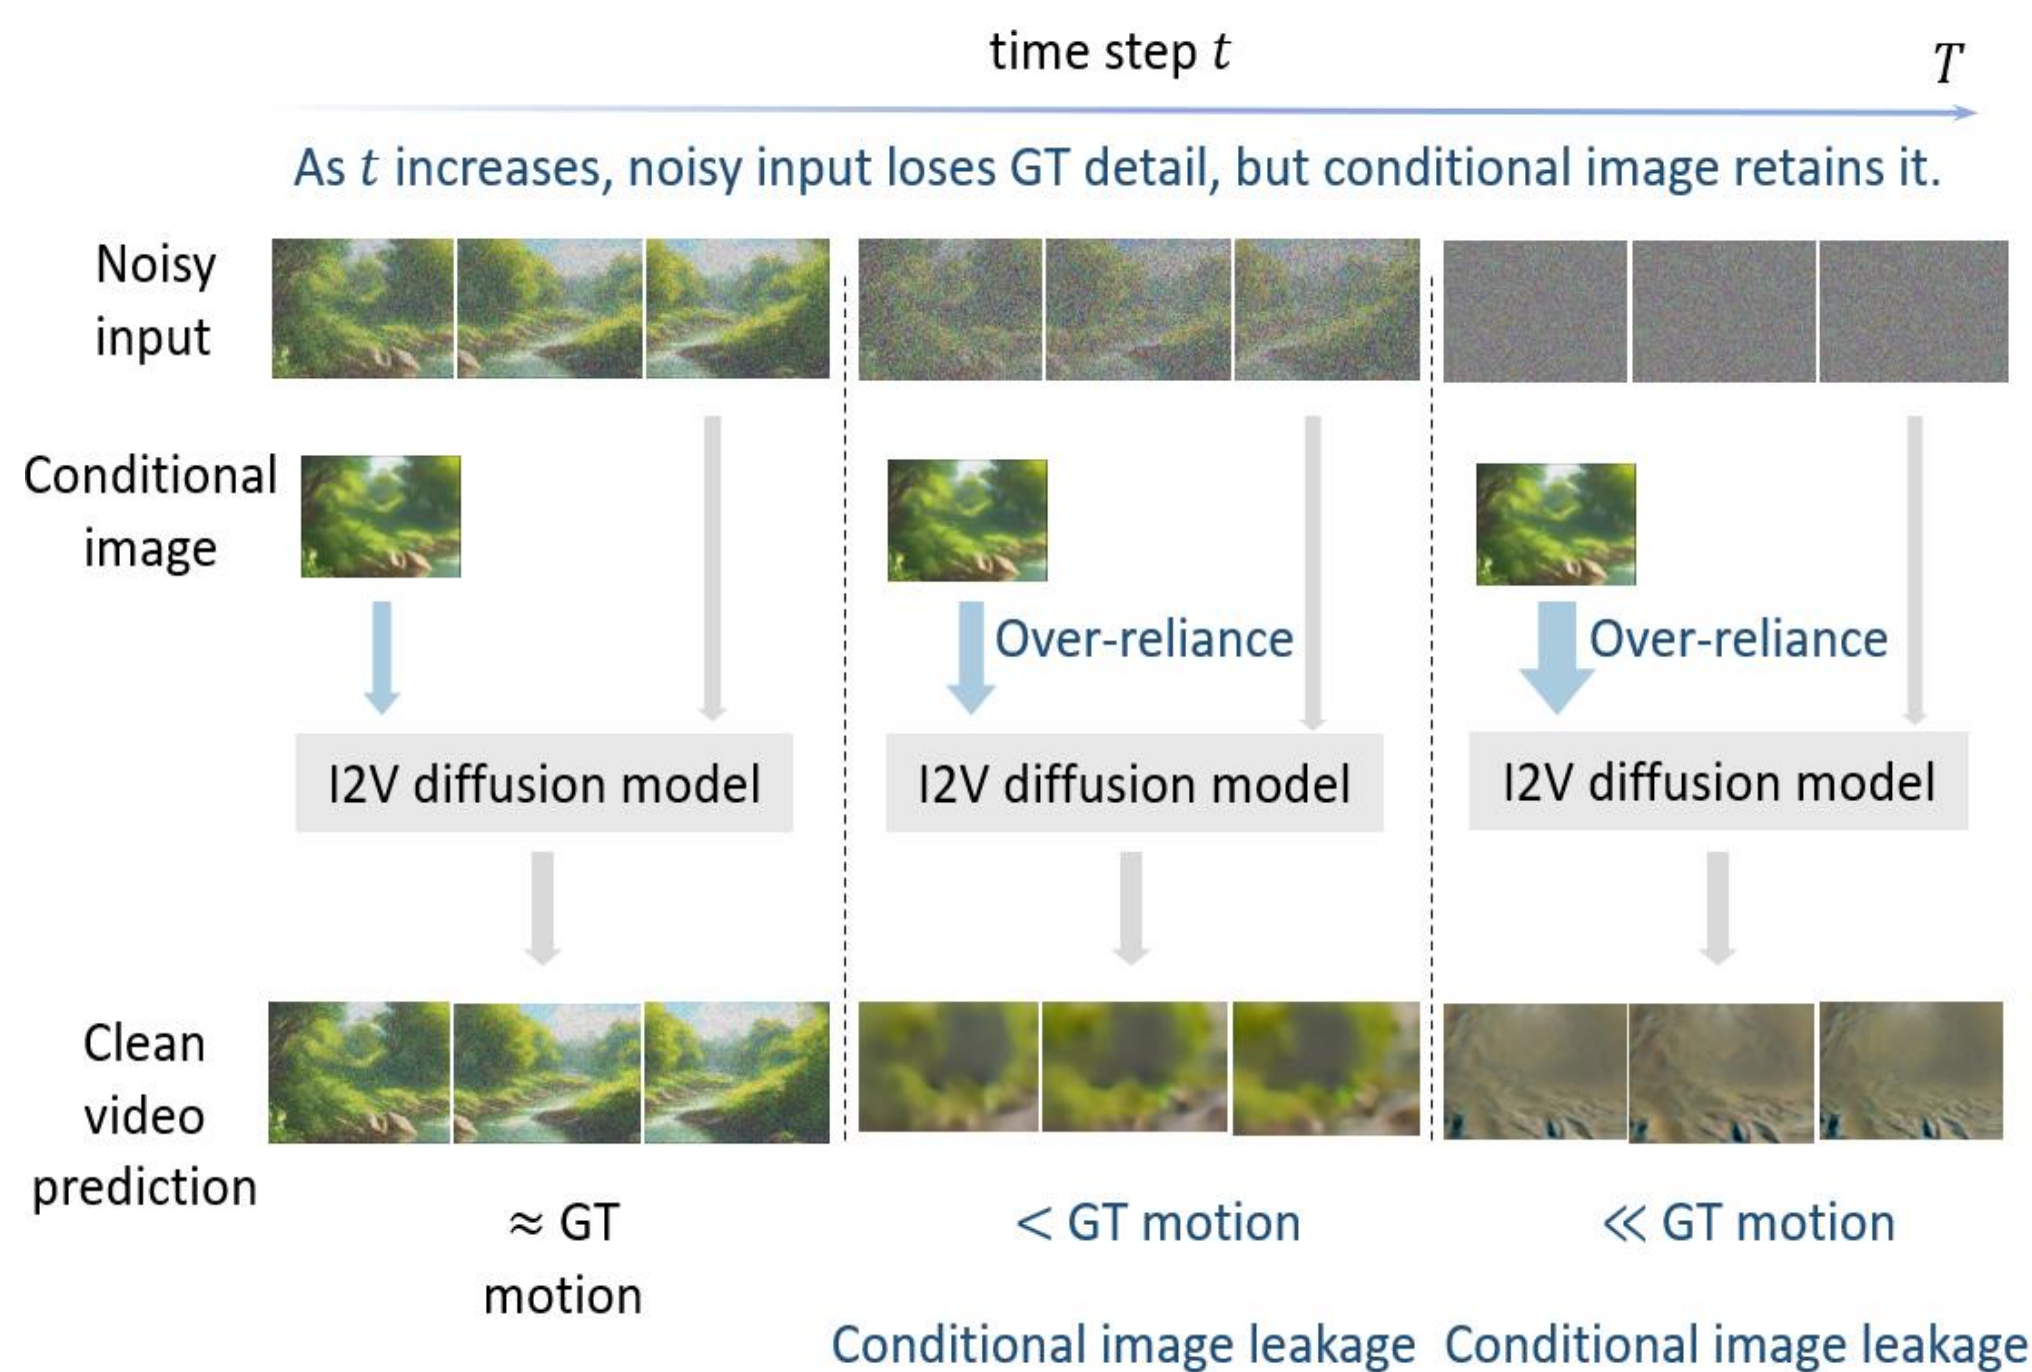 time step t
T
As t increases, noisy input loses GT detail, but conditional image retains it.
Noisy
input
Conditional
image
Over-reliance
Over-reliance
I2V diffusion model
I2V diffusion model
I2V diffusion model
Clean
video
prediction
≈ GT
motion
< GT motion
≪ GT motion
Conditional image leakage
Conditional image leakage